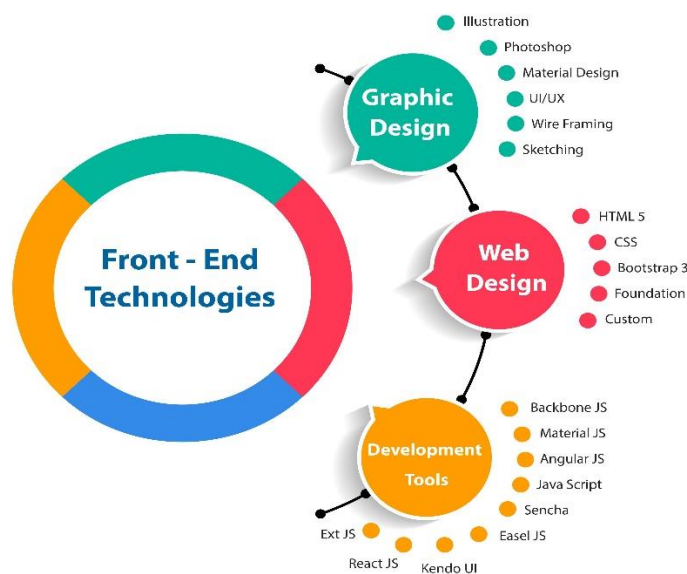 Front - End
Technologies
Graphic
Design
Illustration
Photoshop
Material Design
UI/UX
Wire Framing
Sketching
Web
Design
HTML 5
CSS
Bootstrap 3
Foundation
Custom
Development
Tools
Backbone JS
Material JS
Angular JS
Java Script
Sencha
Easel JS
Kendo UI
React JS
Ext JS